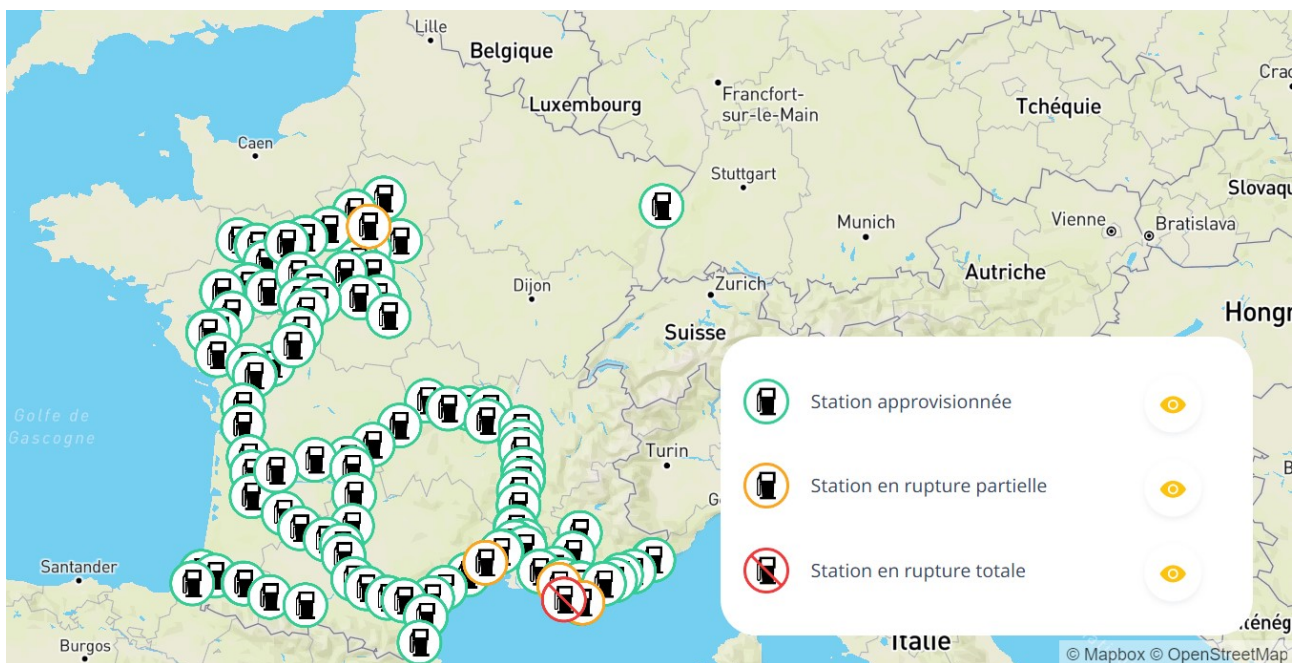 Lille
Belgique
Luxembourg
Francfort-
sur-le-Main
Tchéquie
Crac
Caen
Stuttgart
Slovaqu
Munich
Vienne
Bratislava
Autriche
Dijon
Zurich
Hongr
Suisse
Golfe de
Gascogne
Station approvisionnée
Turin
Station en rupture partielle
Santander
Station en rupture totale
Burgos
Italie
ténég
© Mapbox © OpenStreetMap